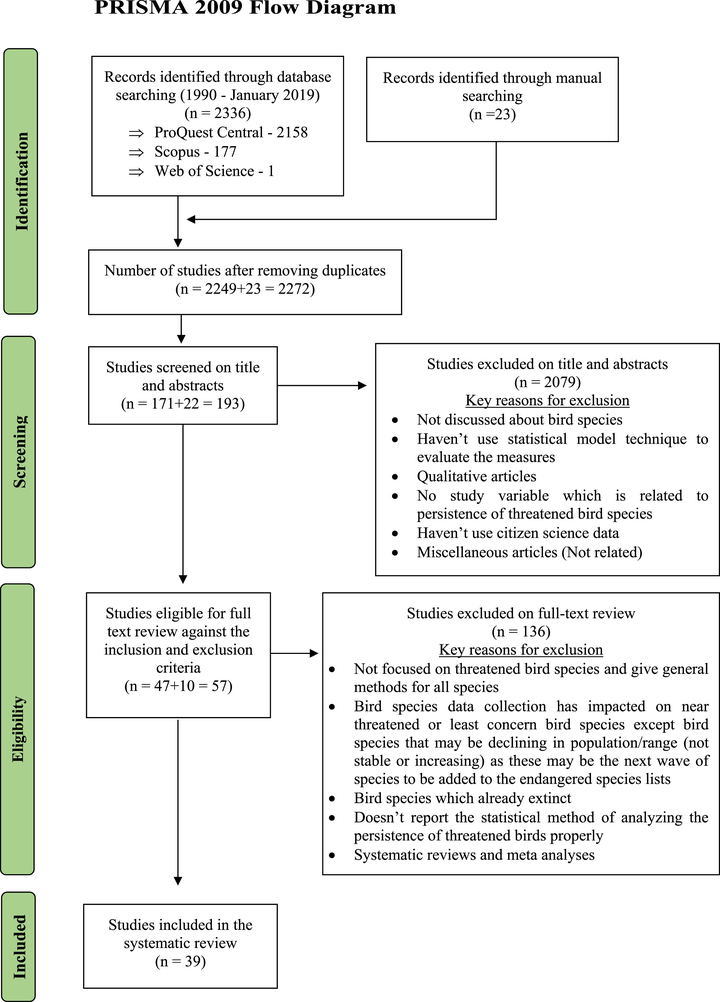 PRISMA 2009 Flow Diagram
Identification
Records identified through database
searching (1990 - January 2019)
(n = 2336)
⇒ ProQuest Central - 2158
⇒ Scopus - 177
⇒ Web of Science - 1
Records identified through manual
searching
(n =23)
Number of studies after removing duplicates
(n = 2249+23 = 2272)
Screening
Studies screened on title
and abstracts
(n = 171+22 = 193)
Studies excluded on title and abstracts
(n = 2079)
Key reasons for exclusion
• Not discussed about bird species
• Haven’t use statistical model technique to
evaluate the measures
• Qualitative articles
• No study variable which is related to
persistence of threatened bird species
• Haven’t use citizen science data
• Miscellaneous articles (Not related)
Eligibility
Studies eligible for full
text review against the
inclusion and exclusion
criteria
(n = 47+10 = 57)
Studies excluded on full-text review
(n = 136)
Key reasons for exclusion
• Not focused on threatened bird species and give general
methods for all species
• Bird species data collection has impacted on near
threatened or least concern bird species except bird
species that may be declining in population/range (not
stable or increasing) as these may be the next wave of
species to be added to the endangered species lists
• Bird species which already extinct
• Doesn’t report the statistical method of analyzing the
persistence of threatened birds properly
• Systematic reviews and meta analyses
Included
Studies included in the
systematic review
(n = 39)